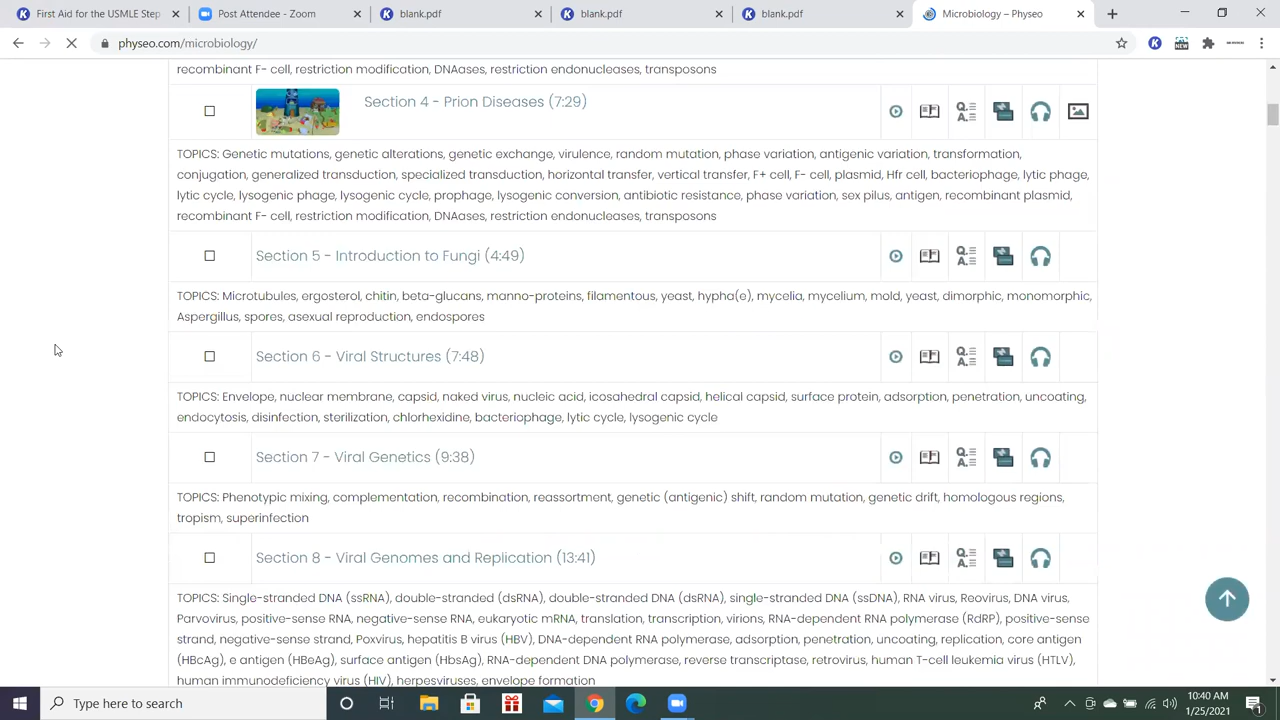 First Aid for the USMLE Step
Post Attendee - Zoom
blank.pdf
blank.pdf
blank.pdf
Microbiology – Physeo
physeo.com/microbiology/
NEW
recombinant F- cell, restriction modification, DNAases, restriction endonucleases, transposons
Section 4 - Prion Diseases (7:29)
Q. A.
TOPICS: Genetic mutations, genetic alterations, genetic exchange, virulence, random mutation, phase variation, antigenic variation, transformation,
conjugation, generalized transduction, specialized transduction, horizontal transfer, vertical transfer, F+ cell, F- cell, plasmid, Hfr cell, bacteriophage, lytic phage,
lytic cycle, lysogenic phage, lysogenic cycle, prophage, lysogenic conversion, antibiotic resistance, phase variation, sex pilus, antigen, recombinant plasmid,
recombinant F- cell, restriction modification, DNAases, restriction endonucleases, transposons
Section 5 - Introduction to Fungi (4:49)
Q. A.
TOPICS: Microtubules, ergosterol, chitin, beta-glucans, manno-proteins, filamentous, yeast, hypha(e), mycelia, mycelium, mold, yeast, dimorphic, monomorphic,
Aspergillus, spores, asexual reproduction, endospores
Section 6 - Viral Structures (7:48)
Q. A.
TOPICS: Envelope, nuclear membrane, capsid, naked virus, nucleic acid, icosahedral capsid, helical capsid, surface protein, adsorption, penetration, uncoating,
endocytosis, disinfection, sterilization, chlorhexidine, bacteriophage, lytic cycle, lysogenic cycle
Section 7 - Viral Genetics (9:38)
Q. A.
TOPICS: Phenotypic mixing, complementation, recombination, reassortment, genetic (antigenic) shift, random mutation, genetic drift, homologous regions,
tropism, superinfection
Section 8 - Viral Genomes and Replication (13:41)
Q. A.
TOPICS: Single-stranded DNA (ssRNA), double-stranded (dsRNA), double-stranded DNA (dsRNA), single-stranded DNA (ssDNA), RNA virus, Reovirus, DNA virus,
Parvovirus, positive-sense RNA, negative-sense RNA, eukaryotic mRNA, translation, transcription, virions, RNA-dependent RNA polymerase (RdRP), positive-sense
strand, negative-sense strand, Poxvirus, hepatitis B virus (HBV), DNA-dependent RNA polymerase, adsorption, penetration, uncoating, replication, core antigen
(HBcAg), e antigen (HBeAg), surface antigen (HbsAg), RNA-dependent DNA polymerase, reverse transcriptase, retrovirus, human T-cell leukemia virus (HTLV),
human immunodeficiency virus (HIV), herpesviruses, envelope formation
Type here to search
10:40 AM
1/25/2021
1